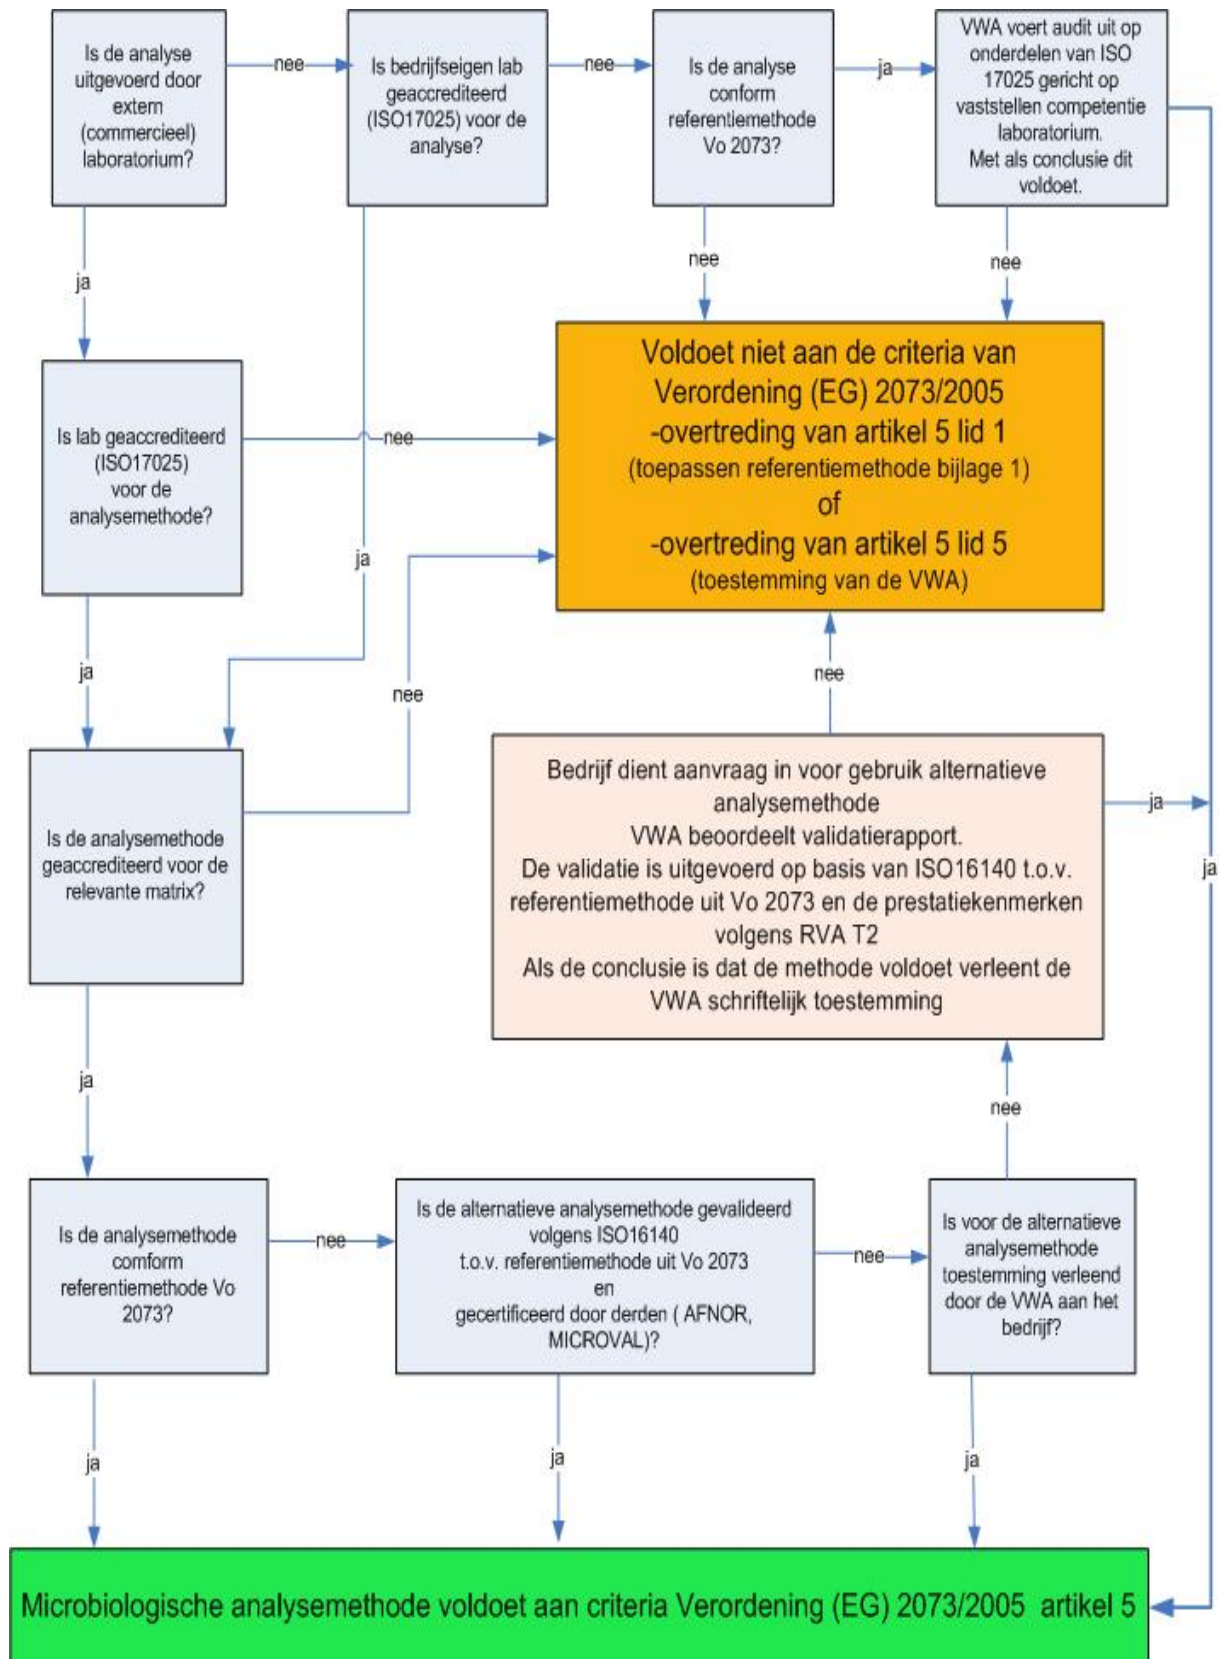 Is de analyse
uitgevoerd door
extern
(commercieel)
laboratorium?
nee
Is bedrijfseigen lab
geaccrediteerd
(ISO17025) voor de
analyse?
nee
Is de analyse
conform
referentiemethode
Vo 2073?
ja
VWA voert audit uit op
onderdelen van ISO
17025 gericht op
vaststellen competentie
laboratorium.
Met als conclusie dit
voldoet.
ja
nee
nee
Is lab geaccrediteerd
(ISO17025)
voor de
analysemethode?
nee
ja
Voldoet niet aan de criteria van
Verordening (EG) 2073/2005
-overtreding van artikel 5 lid 1
(toepassen referentiemethode bijlage 1)
of
-overtreding van artikel 5 lid 5
(toestemming van de VWA)
ja
nee
nee
Is de analysemethode
geaccrediteerd voor de
relevante matrix?
Bedrijf dient aanvraag in voor gebruik alternatieve
analysemethode
VWA beoordeelt validatierapport.
De validatie is uitgevoerd op basis van ISO16140 t.o.v.
referentiemethode uit Vo 2073 en de prestatiekenmerken
volgens RVA T2
Als de conclusie is dat de methode voldoet verleent de
VWA schriftelijk toestemming
ja
ja
ja
nee
Is de analysemethode
comform
referentiemethode Vo
2073?
nee
Is de alternatieve analysemethode gevalideerd
volgens ISO16140
t.o.v. referentiemethode uit Vo 2073
en
gecertificeerd door derden ( AFNOR,
MICROVAL)?
nee
Is voor de alternatieve
analysemethode
toestemming verleend
door de VWA aan het
bedrijf?
ja
ja
ja
Microbiologische analysemethode voldoet aan criteria Verordening (EG) 2073/2005 artikel 5